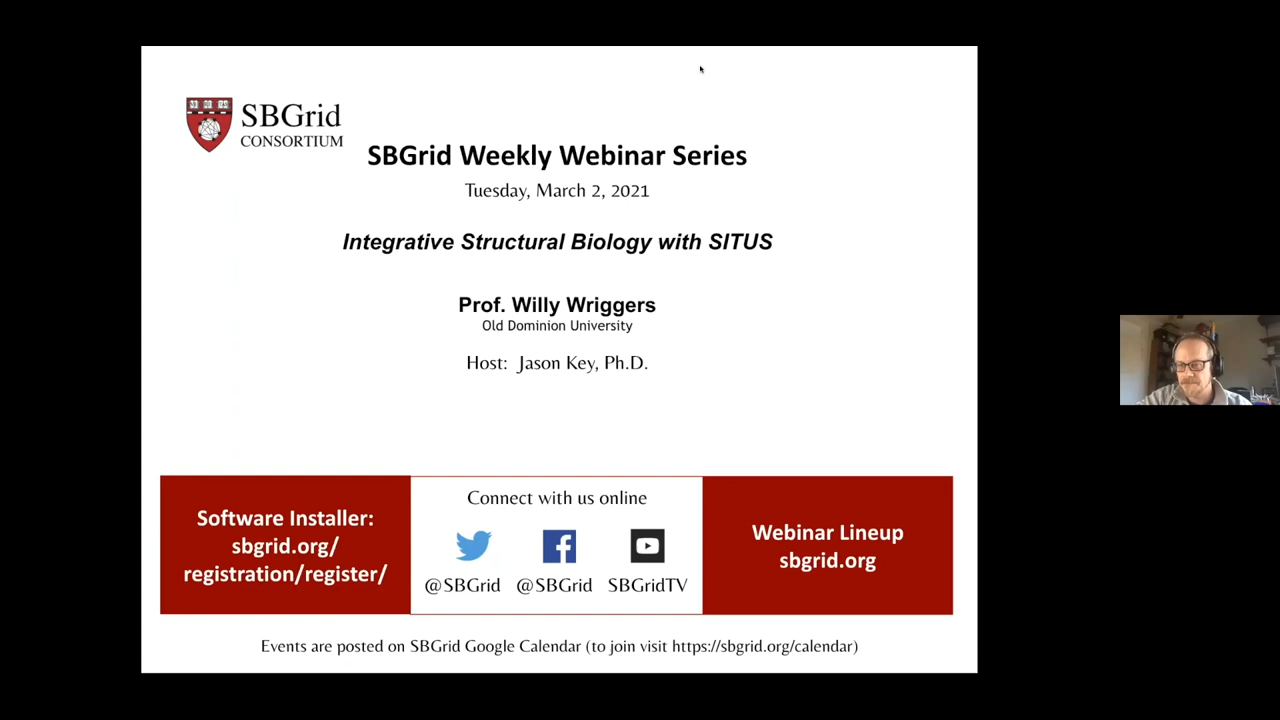 SBGrid
CONSORTIUM
SBGrid Weekly Webinar Series
Tuesday, March 2, 2021
Integrative Structural Biology with SITUS
Prof. Willy Wriggers
Old Dominion University
Host: Jason Key, Ph.D.
Software Installer:
sbgrid.org/
registration/register/
Connect with us online
@SBGrid
@SBGrid
SBGridTV
Webinar Lineup
sbgrid.org
Events are posted on SBGrid Google Calendar (to join visit https://sbgrid.org/calendar)